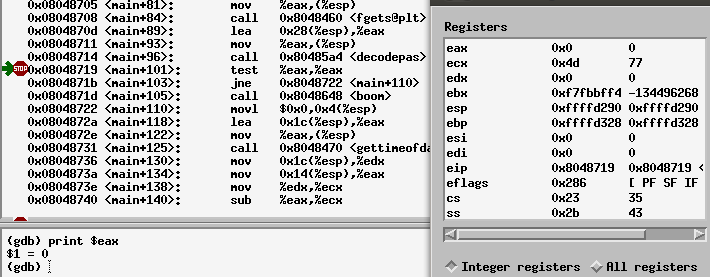 0x08048705 <main+81>: mov %eax,(%esp)
0x08048708 <main+84>: call 0x8048460 <fgets@plt>
0x0804870d <main+89>: lea 0x28(%esp),%eax
0x08048711 <main+93>: mov %eax,(%esp)
0x08048714 <main+96>: call 0x80485a4 <decodepas>
STOP 0x08048719 <main+101>: test %eax,%eax
0x0804871b <main+103>: jne 0x8048722 <main+110>
0x0804871d <main+105>: call 0x8048648 <boom>
0x08048722 <main+110>: movl $0x0,0x4(%esp)
0x0804872a <main+118>: lea 0x1c(%esp),%eax
0x0804872e <main+122>: mov %eax,(%esp)
0x08048731 <main+125>: call 0x8048470 <gettimeofda
0x08048736 <main+130>: mov 0x1c(%esp),%edx
0x0804873a <main+134>: mov 0x14(%esp),%eax
0x0804873e <main+138>: mov %edx,%ecx
0x08048740 <main+140>: sub %eax,%ecx
(gdb) print $eax
$1 = 0
(gdb)
Registers
eax 0x0 0
ecx 0x4d 77
edx 0x0 0
ebx 0xf7fbbff4 -134496268
esp 0xffffd290 0xffffd290
ebp 0xffffd328 0xffffd328
esi 0x0 0
edi 0x0 0
eip 0x8048719 0x8048719 <
eflags 0x286 [ PF SF IF
cs 0x23 35
ss 0x2b 43
Integer registers All registers